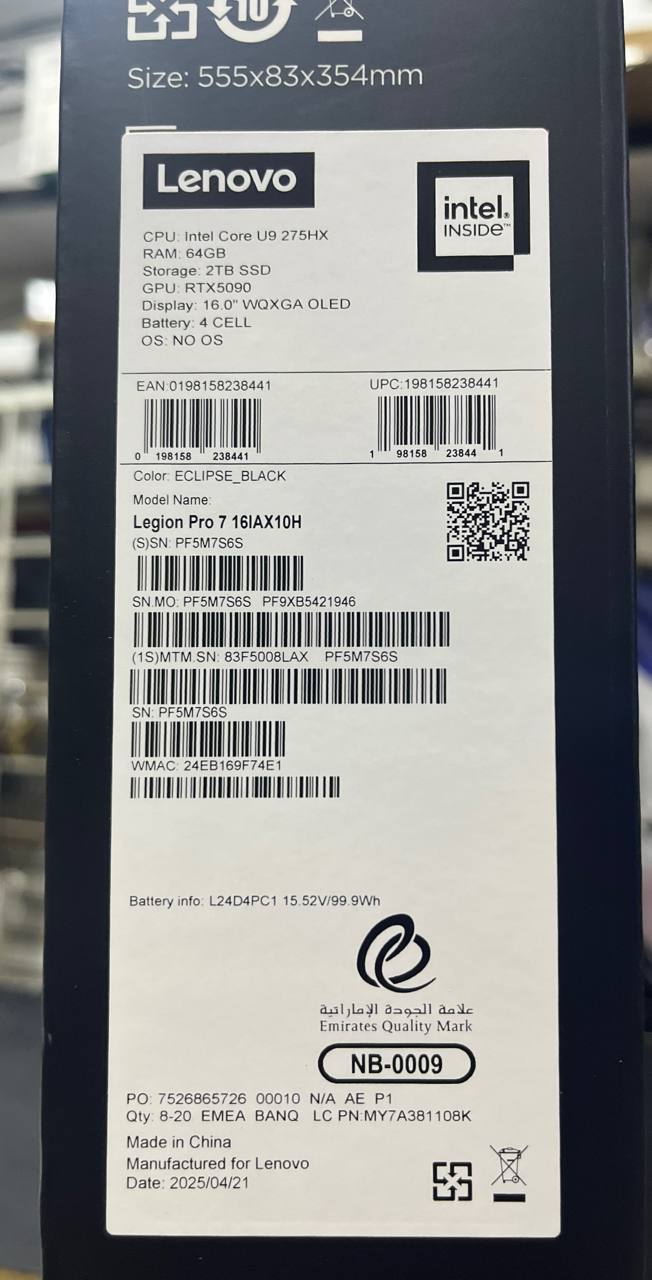 10
Size: 555x83x354mm
Lenovo
intel.
INSIDE™
CPU: Intel Core U9 275HX
RAM: 64GB
Storage: 2TB SSD
GPU: RTX5090
Display: 16.0" WQXGA OLED
Battery: 4 CELL
OS: NO OS
EAN:0198158238441 UPC:198158238441
0 198158 238441 1 98158 23844 1
Color: ECLIPSE_BLACK
Model Name:
Legion Pro 7 16IAX10H
(S)SN: PF5M7S6S
SN.MO: PF5M7S6S PF9XB5421946
(1S)MTM.SN: 83F5008LAX PF5M7S6S
SN: PF5M7S6S
WMAC: 24EB169F74E1
Battery info: L24D4PC1 15.52V/99.9Wh
علامة الجودة الإماراتية
Emirates Quality Mark
NB-0009
PO: 7526865726 00010 N/A AE P1
Qty: 8-20 EMEA BANQ LC PN:MY7A381108K
Made in China
Manufactured for Lenovo
Date: 2025/04/21